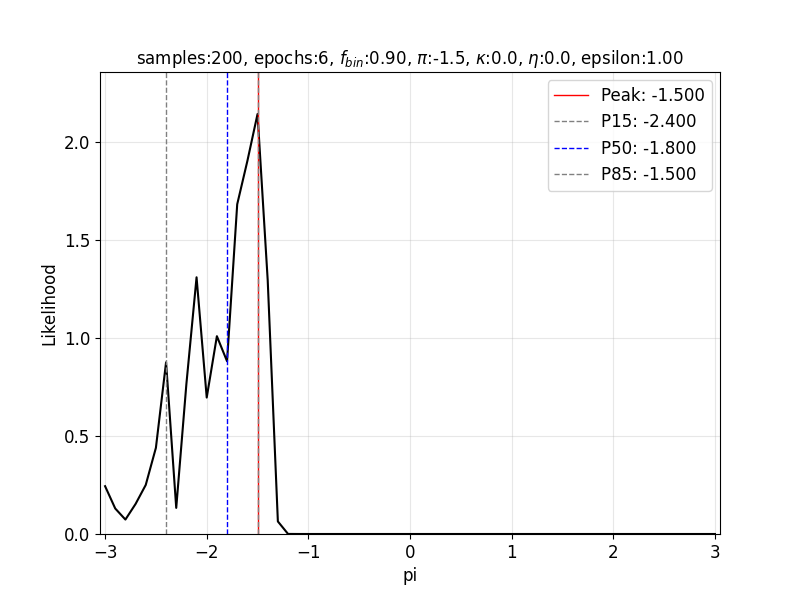 samples:200, epochs:6, f_bin:0.90, π:-1.5, κ:0.0, η:0.0, epsilon:1.00
Peak: -1.500
P15: -2.400
P50: -1.800
P85: -1.500
Likelihood
2.0
1.5
1.0
0.5
0.0
−3 −2 −1 0 1 2 3
pi